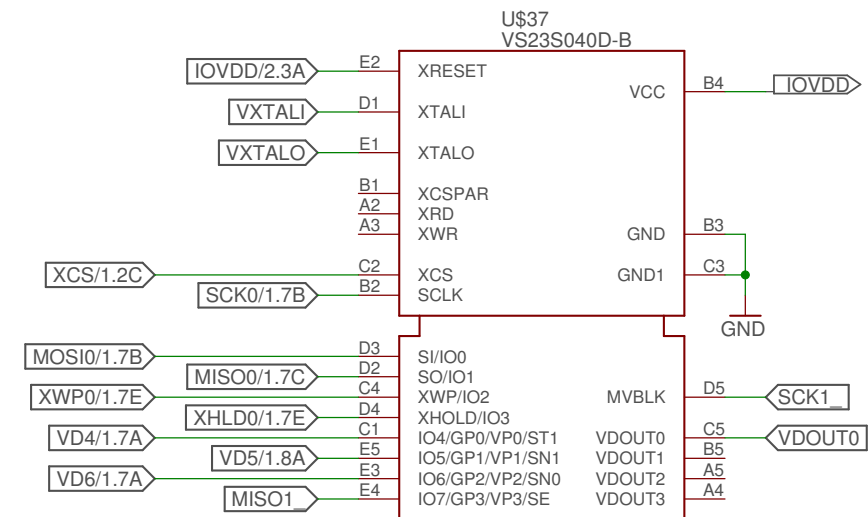 U$37
VS23S040D-B
IOVDD/2.3A E2 XRESET
VCC B4 IOVDD
VXTALI D1 XTALI
VXTALO E1 XTALO
B1 XCSPAR
A2 XRD
A3 XWR
GND B3
XCS/1.2C C2 XCS
GND1 C3
SCK0/1.7B B2 SCLK
GND
MOSI0/1.7B D3 SI/IO0
MISO0/1.7C D2 SO/IO1
XWP0/1.7E C4 XWP/IO2
MVBLK D5 SCK1_
XHLD0/1.7E D4 XHOLD/IO3
VD4/1.7A C1 IO4/GP0/VP0/ST1
VDOUT0 C5 VDOUT0
VD5/1.8A E5 IO5/GP1/VP1/SN1
VDOUT1 B5
VD6/1.7A E3 IO6/GP2/VP2/SN0
VDOUT2 A5
MISO1_ E4 IO7/GP3/VP3/SE
VDOUT3 A4